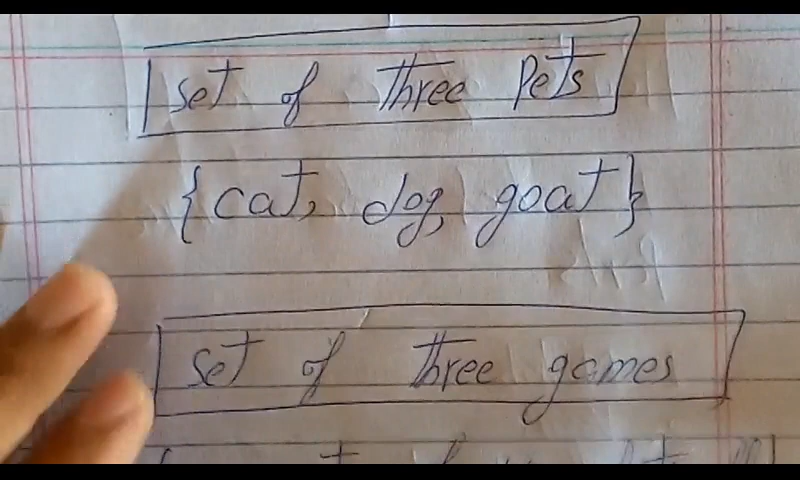 set of three Pets
{cat, dog, goat}
set of three games